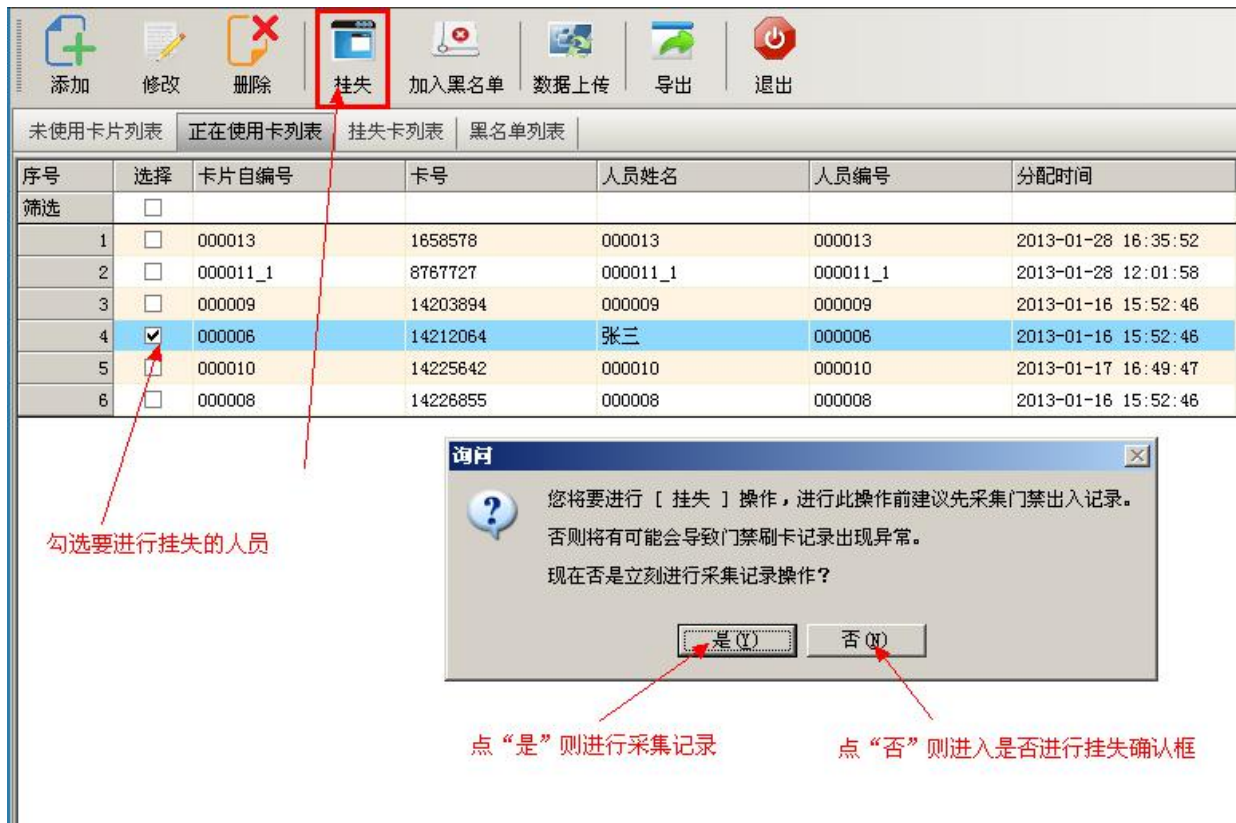 添加 修改 删除 挂失 加入黑名单 数据上传 导出 退出
未使用卡片列表 正在使用卡列表 挂失卡列表 黑名单列表
序号 选择 卡片自编号 卡号 人员姓名 人员编号 分配时间
筛选
1 000013 1658578 000013 000013 2013-01-28 16:35:52
2 000011_1 8767727 000011_1 000011_1 2013-01-28 12:01:58
3 000009 14203894 000009 000009 2013-01-16 15:52:46
4 000006 14212064 张三 000006 2013-01-16 15:52:46
5 000010 14225642 000010 000010 2013-01-17 16:49:47
6 000008 14226855 000008 000008 2013-01-16 15:52:46
勾选要进行挂失的人员
询问
您将要进行 [ 挂失 ] 操作，进行此操作前建议先采集门禁出入记录。
否则将有可能会导致门禁刷卡记录出现异常。
现在否是立刻进行采集记录操作?
是(Y) 否(N)
点“是”则进行采集记录
点“否”则进入是否进行挂失确认框